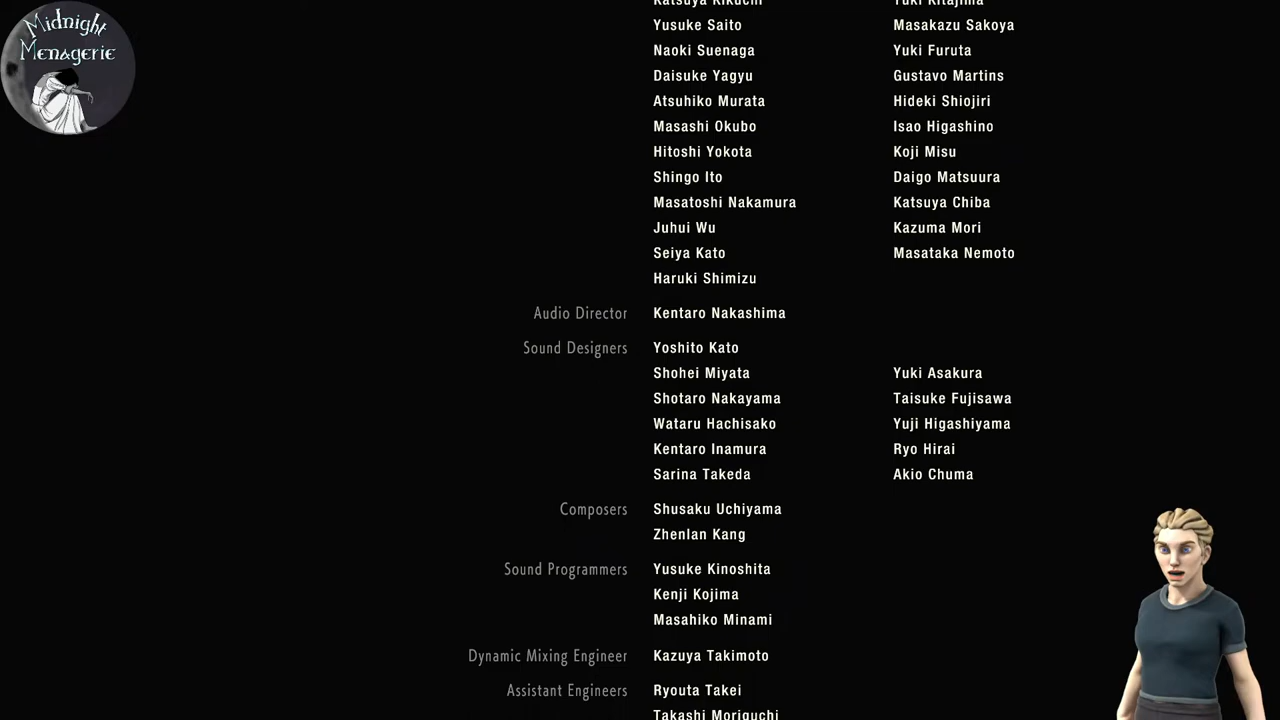 Midnight
Menagerie
Katsuya Kikuchi Yuki Kitajima
Yusuke Saito Masakazu Sakoya
Naoki Suenaga Yuki Furuta
Daisuke Yagyu Gustavo Martins
Atsuhiko Murata Hideki Shiojiri
Masashi Okubo Isao Higashino
Hitoshi Yokota Koji Misu
Shingo Ito Daigo Matsuura
Masatoshi Nakamura Katsuya Chiba
Juhui Wu Kazuma Mori
Seiya Kato Masataka Nemoto
Haruki Shimizu
Audio Director Kentaro Nakashima
Sound Designers Yoshito Kato
Shohei Miyata Yuki Asakura
Shotaro Nakayama Taisuke Fujisawa
Wataru Hachisako Yuji Higashiyama
Kentaro Inamura Ryo Hirai
Sarina Takeda Akio Chuma
Composers Shusaku Uchiyama
Zhenlan Kang
Sound Programmers Yusuke Kinoshita
Kenji Kojima
Masahiko Minami
Dynamic Mixing Engineer Kazuya Takimoto
Assistant Engineers Ryouta Takei
Takashi Moriguchi